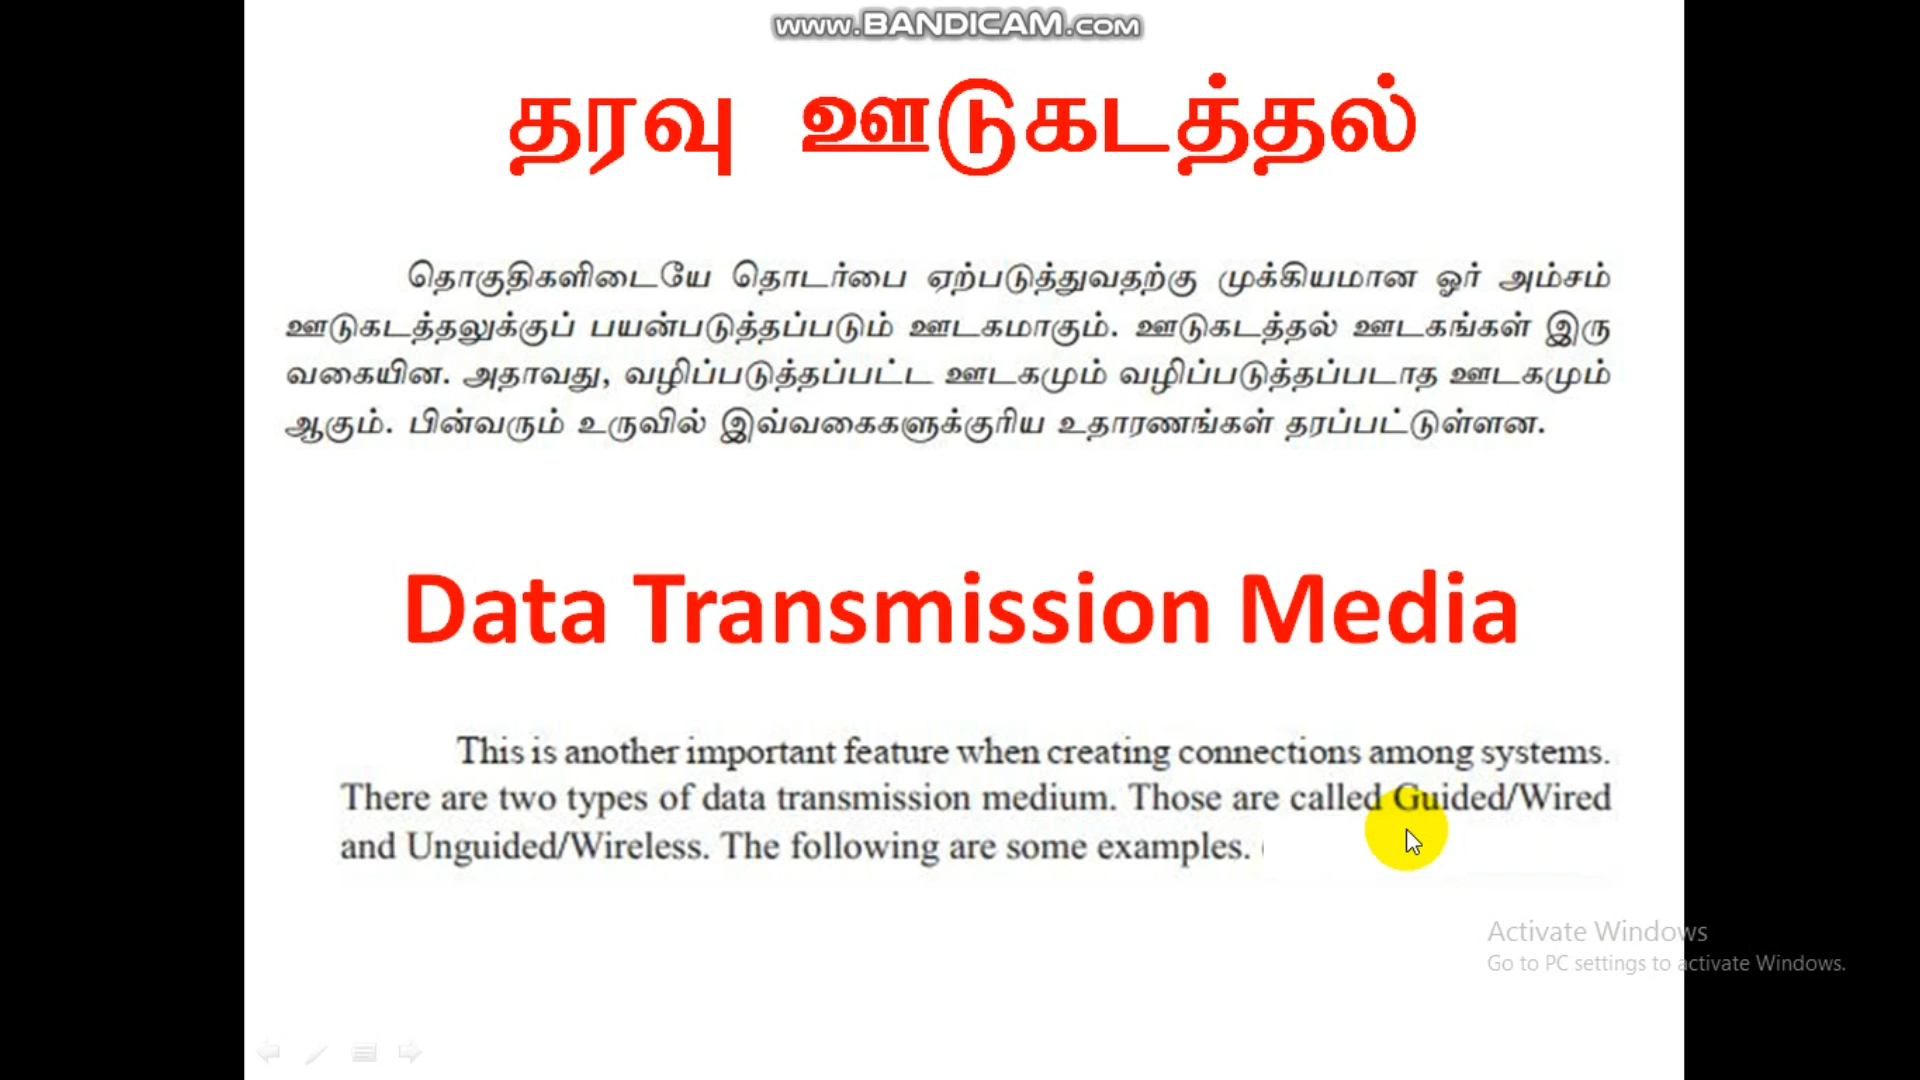 www.BANDICAM.com
தரவு ஊடுகடத்தல்
தொகுதிகளிடையே தொடர்பை ஏற்படுத்துவதற்கு முக்கியமான ஓர் அம்சம்
ஊடுகடத்தலுக்குப் பயன்படுத்தப்படும் ஊடகமாகும். ஊடுகடத்தல் ஊடகங்கள் இரு
வகையின. அதாவது, வழிப்படுத்தப்பட்ட ஊடகமும் வழிப்படுத்தப்படாத ஊடகமும்
ஆகும். பின்வரும் உருவில் இவ்வகைகளுக்குரிய உதாரணங்கள் தரப்பட்டுள்ளன.
Data Transmission Media
This is another important feature when creating connections among systems.
There are two types of data transmission medium. Those are called Guided/Wired
and Unguided/Wireless. The following are some examples.
Activate Windows
Go to PC settings to activate Windows.